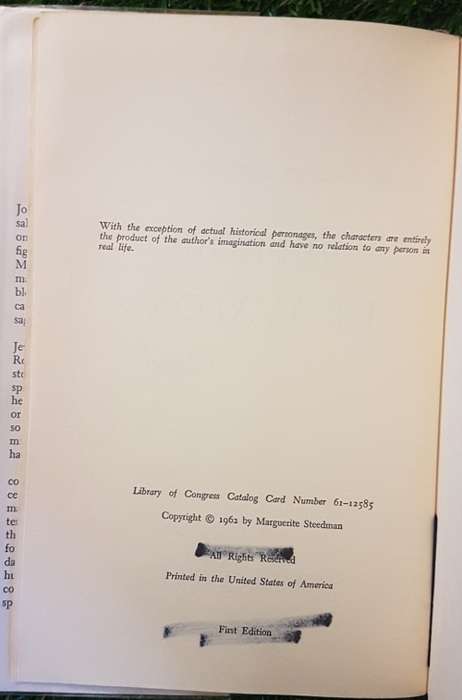 With the exception of actual historical personages, the characters are entirely
the product of the author's imagination and have no relation to any person in
real life.
Library of Congress Catalog Card Number 61-12585
Copyright © 1962 by Marguerite Steedman
All Rights Reserved
Printed in the United States of America
First Edition